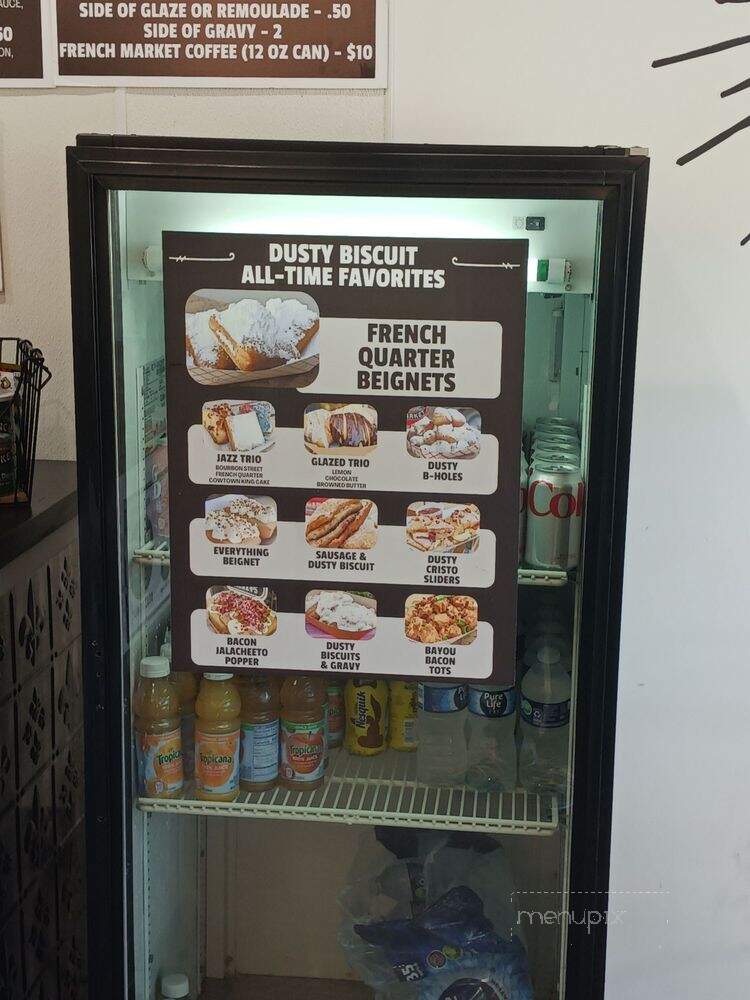 SIDE OF GLAZE OR REMOULADE - .50
SIDE OF GRAVY - 2
FRENCH MARKET COFFEE (12 OZ CAN) - $10
DUSTY BISCUIT
ALL-TIME FAVORITES
FRENCH
QUARTER
BEIGNETS
JAZZ TRIO
BOURBON STREET
FRENCH QUARTER
COWTOWN KING CAKE
GLAZED TRIO
LEMON
CHOCOLATE
BROWNED BUTTER
DUSTY
B-HOLES
EVERYTHING
BEIGNET
SAUSAGE &
DUSTY BISCUIT
DUSTY
CRISTO
SLIDERS
BACON
JALACHEETO
POPPER
DUSTY
BISCUITS
& GRAVY
BAYOU
BACON
TOTS
Col
Tropicana
Tropicana
Tropicana
Nesquik
Pure
Life
35
menupix